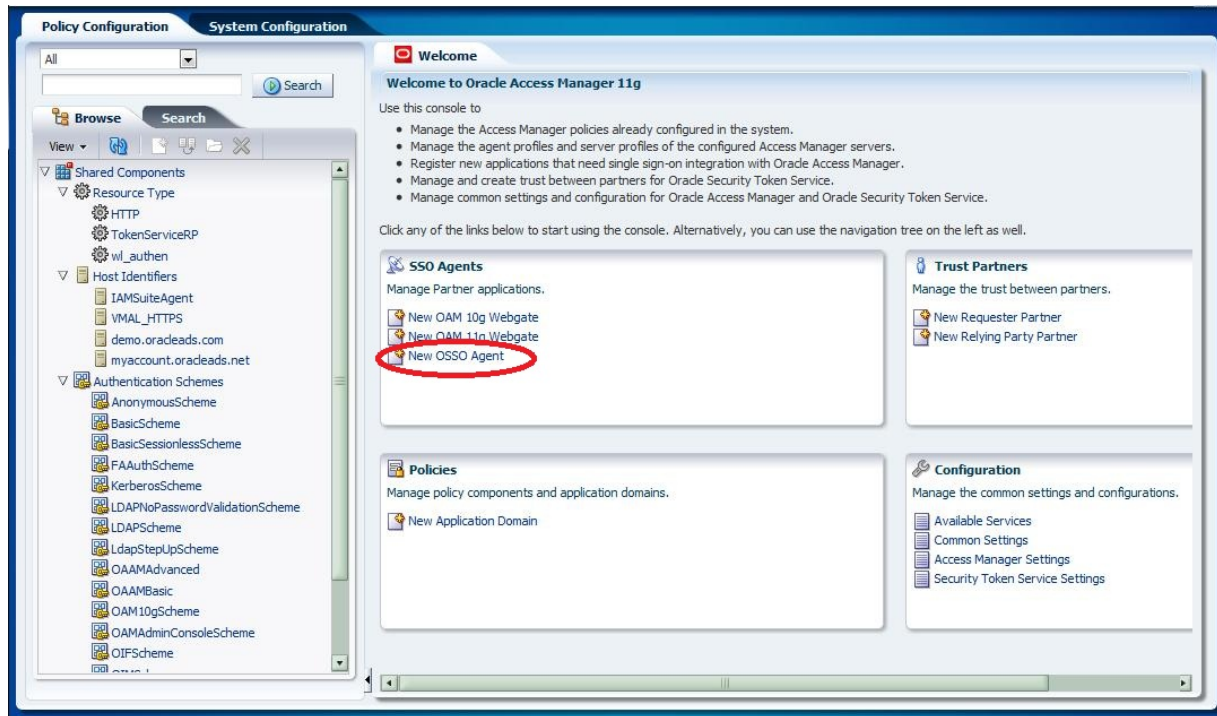 Policy Configuration
System Configuration
All
Search
Browse
Search
View
Shared Components
Resource Type
HTTP
TokenServiceRP
wl_authen
Host Identifiers
IAMSuiteAgent
VMAL_HTTPS
demo.oracleads.com
myaccount.oracleads.net
Authentication Schemes
AnonymousScheme
BasicScheme
BasicSessionlessScheme
FAAuthScheme
KerberosScheme
LDAPNoPasswordValidationScheme
LDAPScheme
LdapStepUpScheme
OAAMAdvanced
OAAMBasic
OAM10gScheme
OAMAdminConsoleScheme
OIFScheme
Welcome
Welcome to Oracle Access Manager 11g
Use this console to
• Manage the Access Manager policies already configured in the system.
• Manage the agent profiles and server profiles of the configured Access Manager servers.
• Register new applications that need single sign-on integration with Oracle Access Manager.
• Manage and create trust between partners for Oracle Security Token Service.
• Manage common settings and configuration for Oracle Access Manager and Oracle Security Token Service.
Click any of the links below to start using the console. Alternatively, you can use the navigation tree on the left as well.
SSO Agents
Manage Partner applications.
New OAM 10g Webgate
New OAM 11g Webgate
New OSSO Agent
Trust Partners
Manage the trust between partners.
New Requester Partner
New Relying Party Partner
Policies
Manage policy components and application domains.
New Application Domain
Configuration
Manage the common settings and configurations.
Available Services
Common Settings
Access Manager Settings
Security Token Service Settings